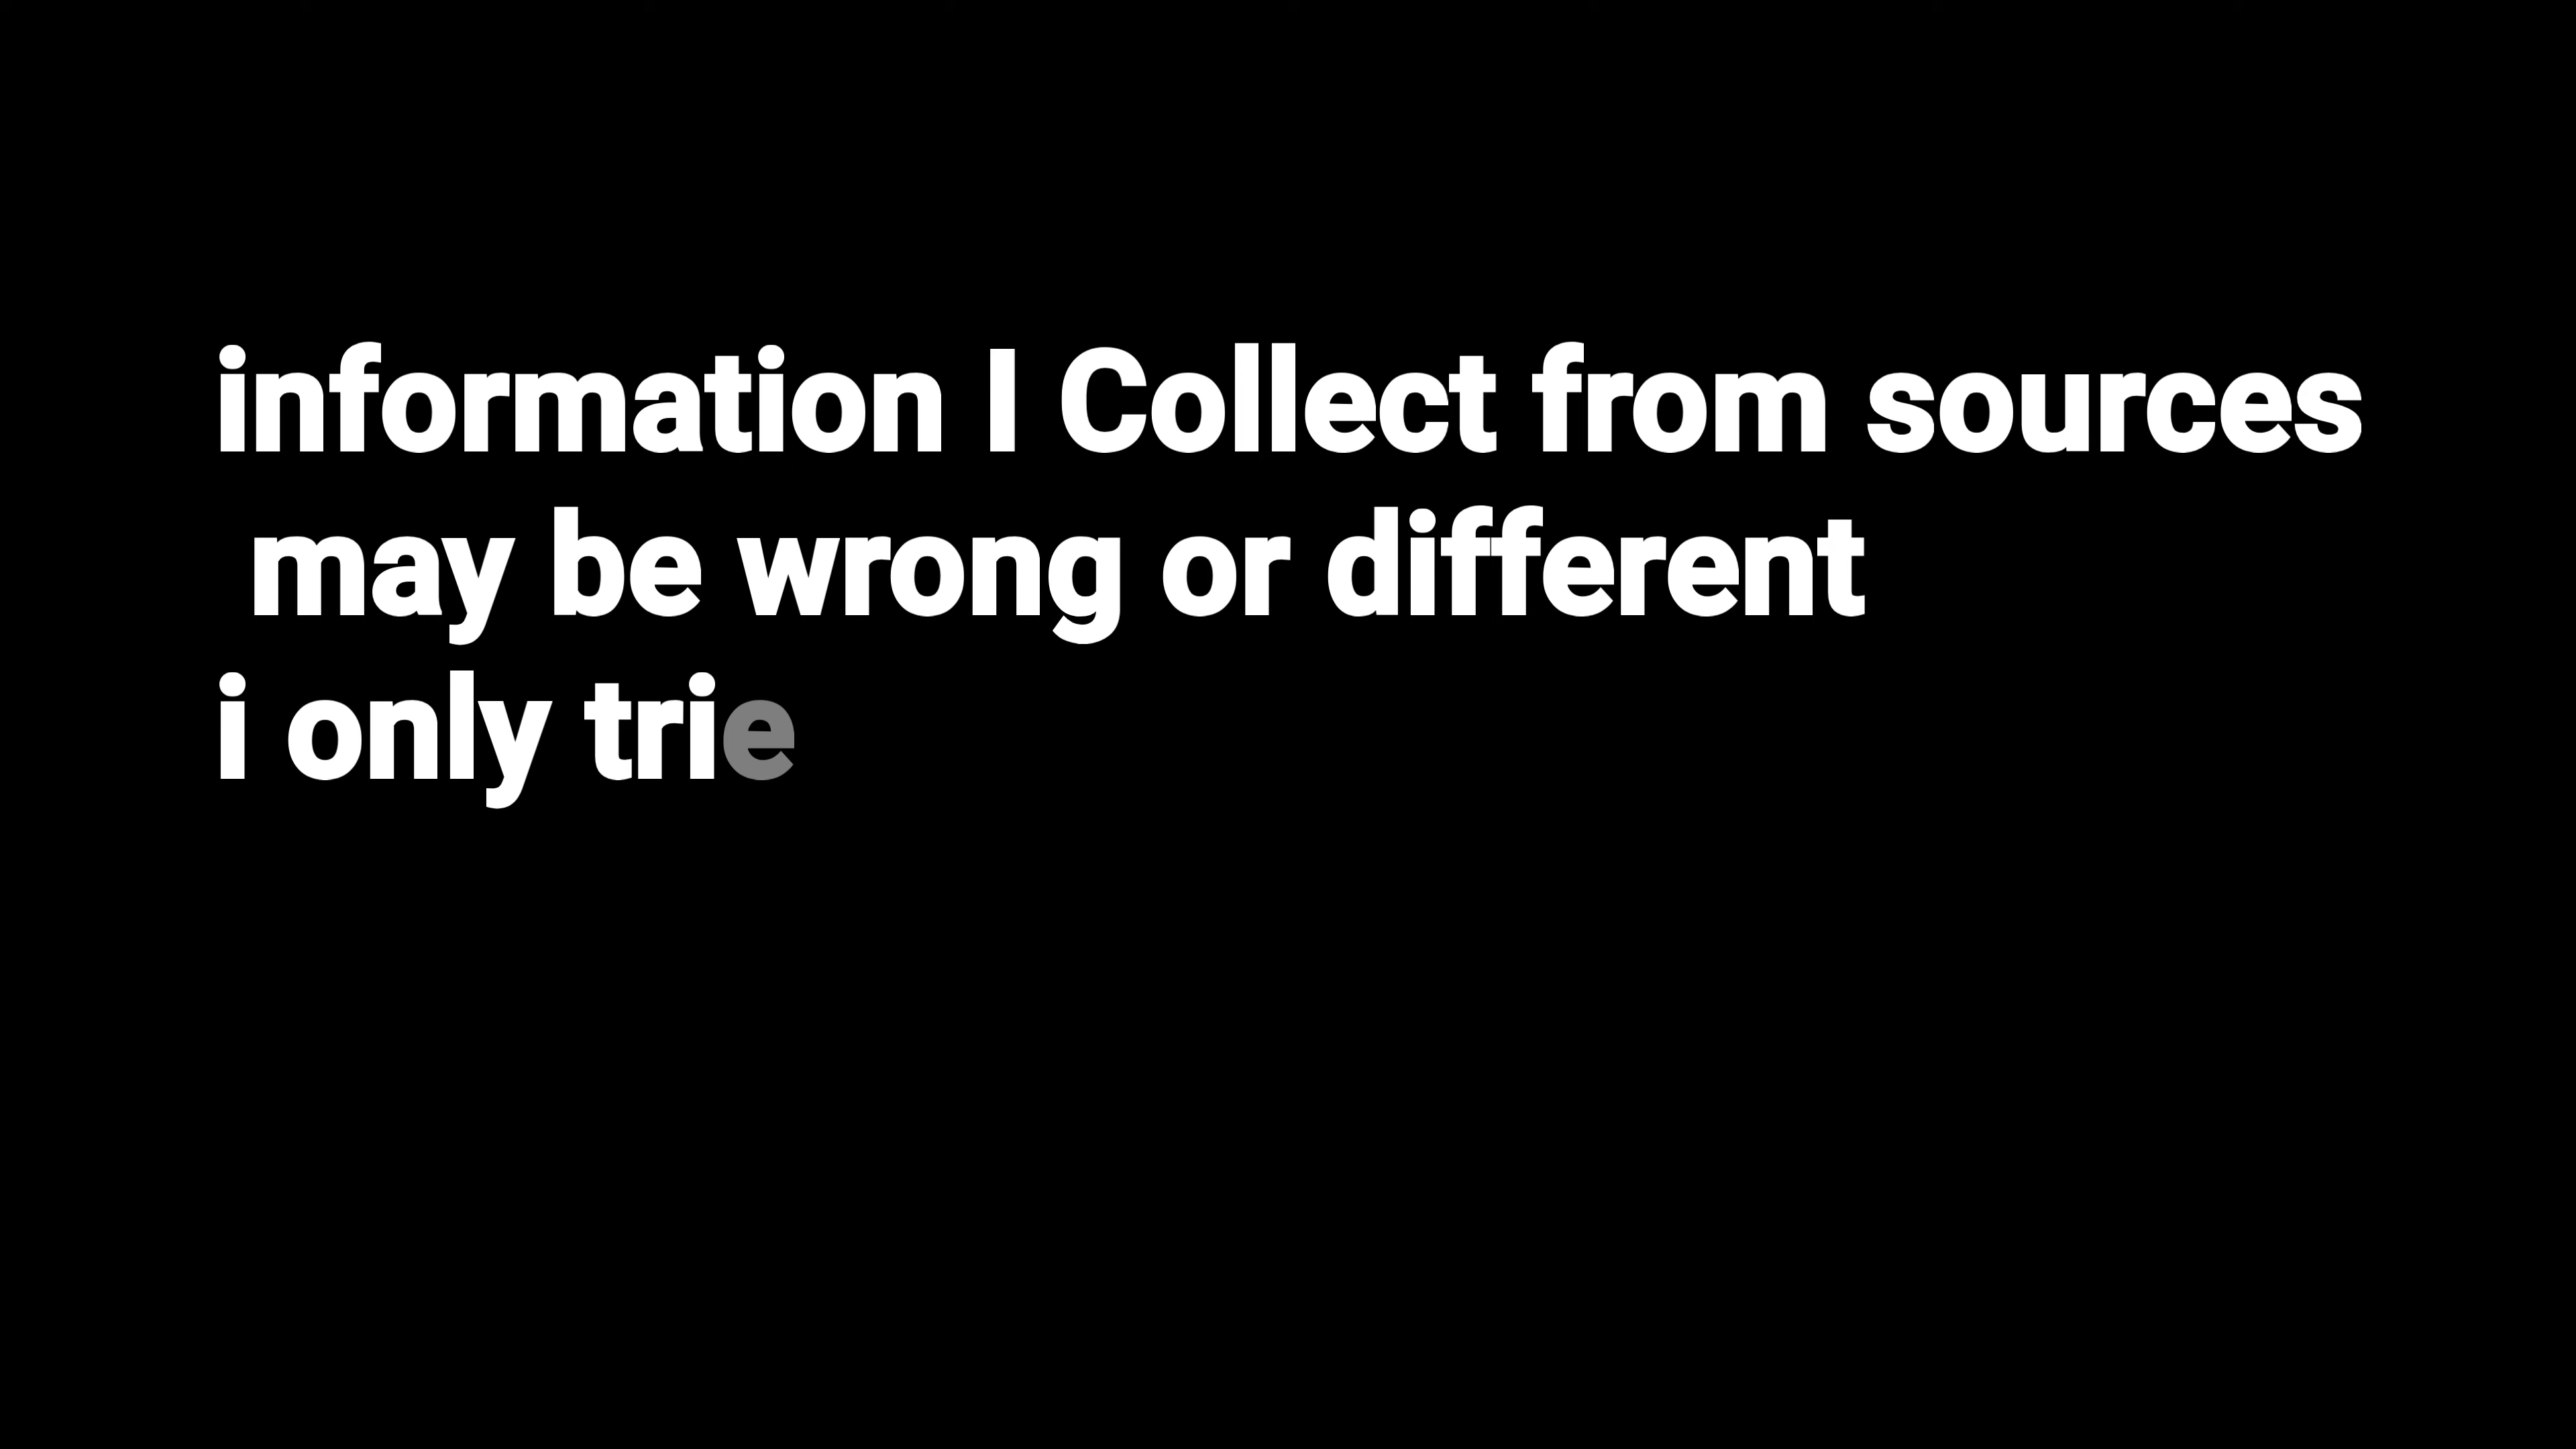 information I Collect from sources
may be wrong or different
i only trie